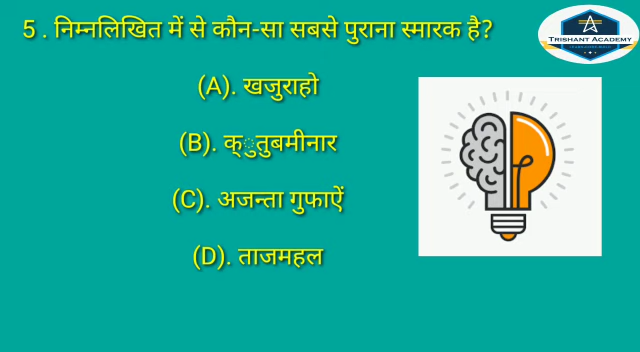 5 . निम्नलिखित में से कौन-सा सबसे पुराना स्मारक है?
TRISHANT ACADEMY
(A). खजुराहो
(B). क्ुतुबमीनार
(C). अजन्ता गुफाऐं
(D). ताजमहल